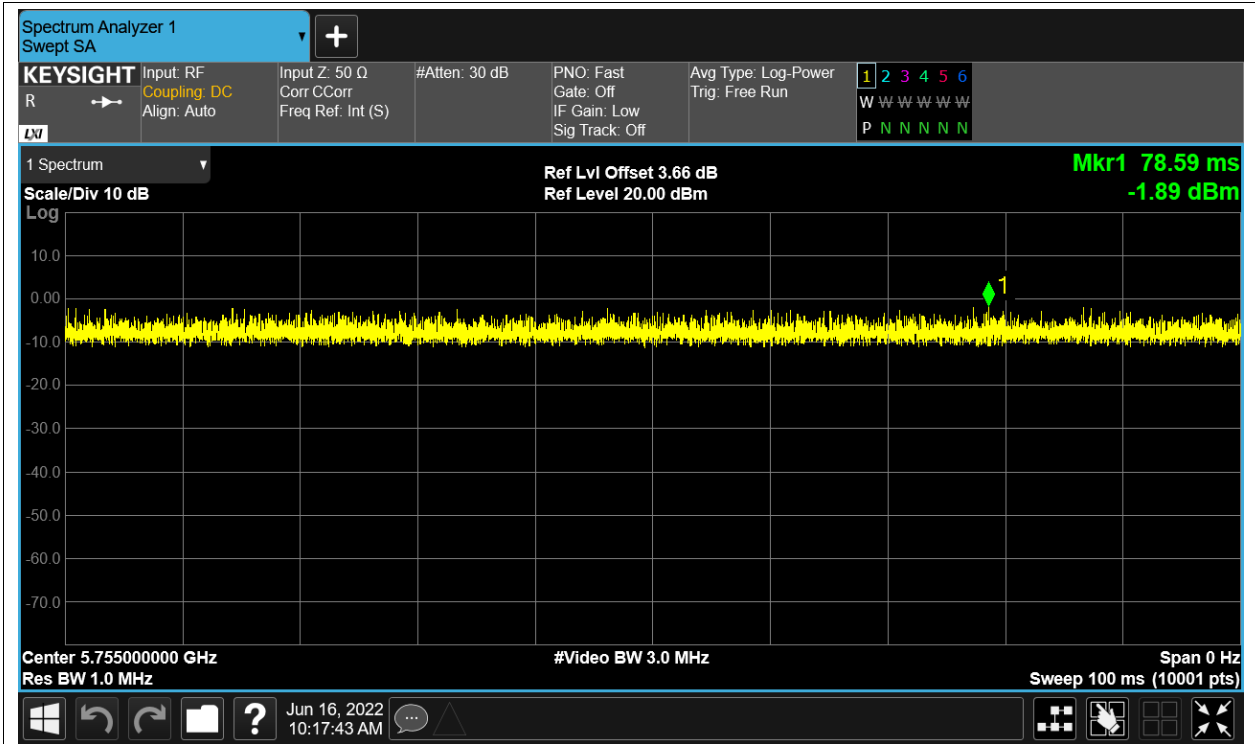 Spectrum Analyzer 1
Swept SA
KEYSIGHT
R
LXI
Input: RF
Coupling: DC
Align: Auto
Input Z: 50 Ω
Corr CCorr
Freq Ref: Int (S)
#Atten: 30 dB
PNO: Fast
Gate: Off
IF Gain: Low
Sig Track: Off
Avg Type: Log-Power
Trig: Free Run
1 2 3 4 5 6
W W W W W W
P N N N N N
1 Spectrum
Scale/Div 10 dB
Log
Ref Lvl Offset 3.66 dB
Ref Level 20.00 dBm
Mkr1 78.59 ms
-1.89 dBm
10.0
0.00
-10.0
-20.0
-30.0
-40.0
-50.0
-60.0
-70.0
1
Center 5.755000000 GHz
Res BW 1.0 MHz
#Video BW 3.0 MHz
Span 0 Hz
Sweep 100 ms (10001 pts)
?
Jun 16, 2022
10:17:43 AM